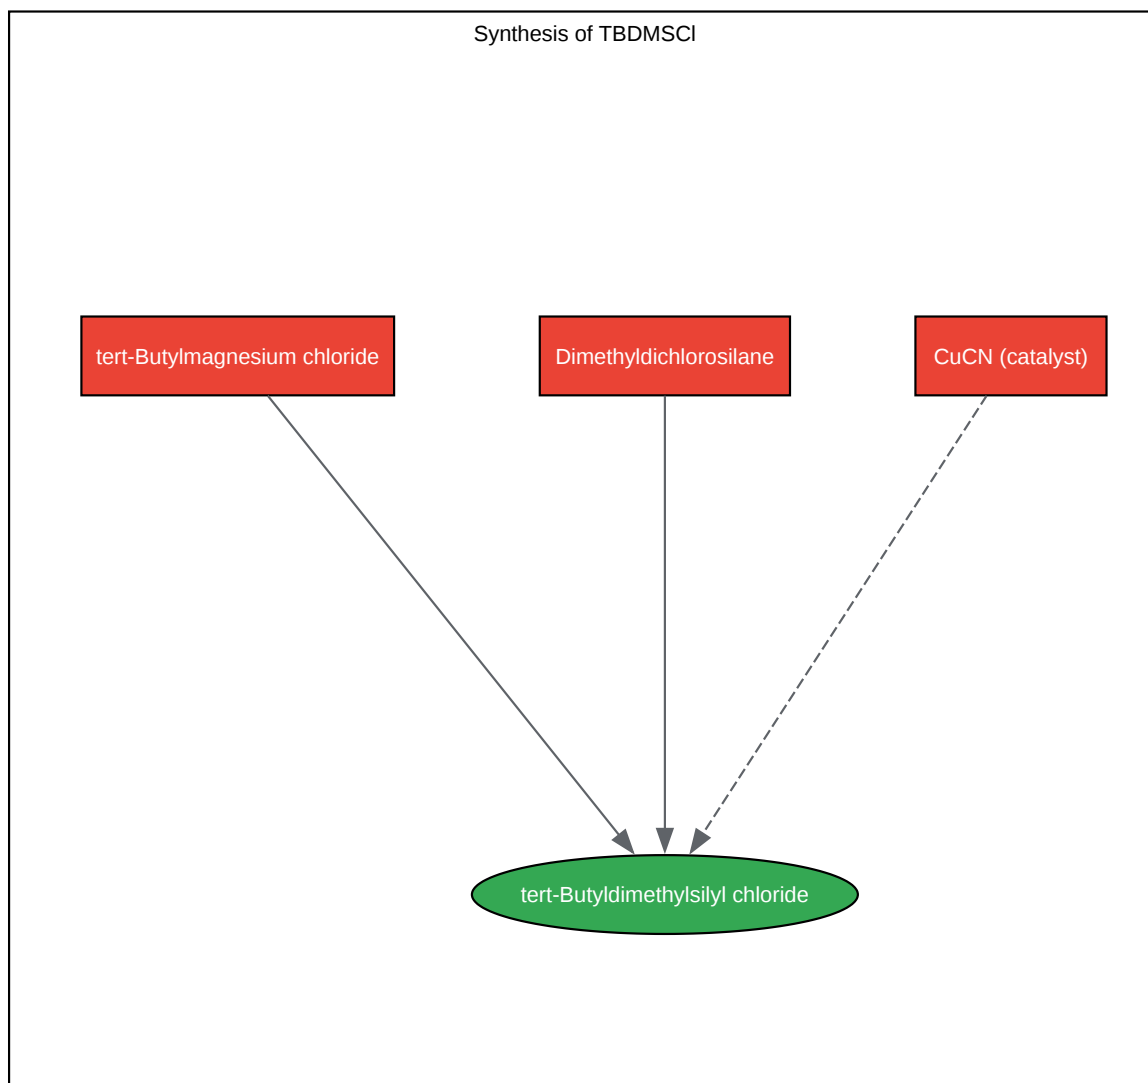 Synthesis of TBDMSCl
tert-Butylmagnesium chloride
Dimethyldichlorosilane
CuCN (catalyst)
tert-Butyldimethylsilyl chloride